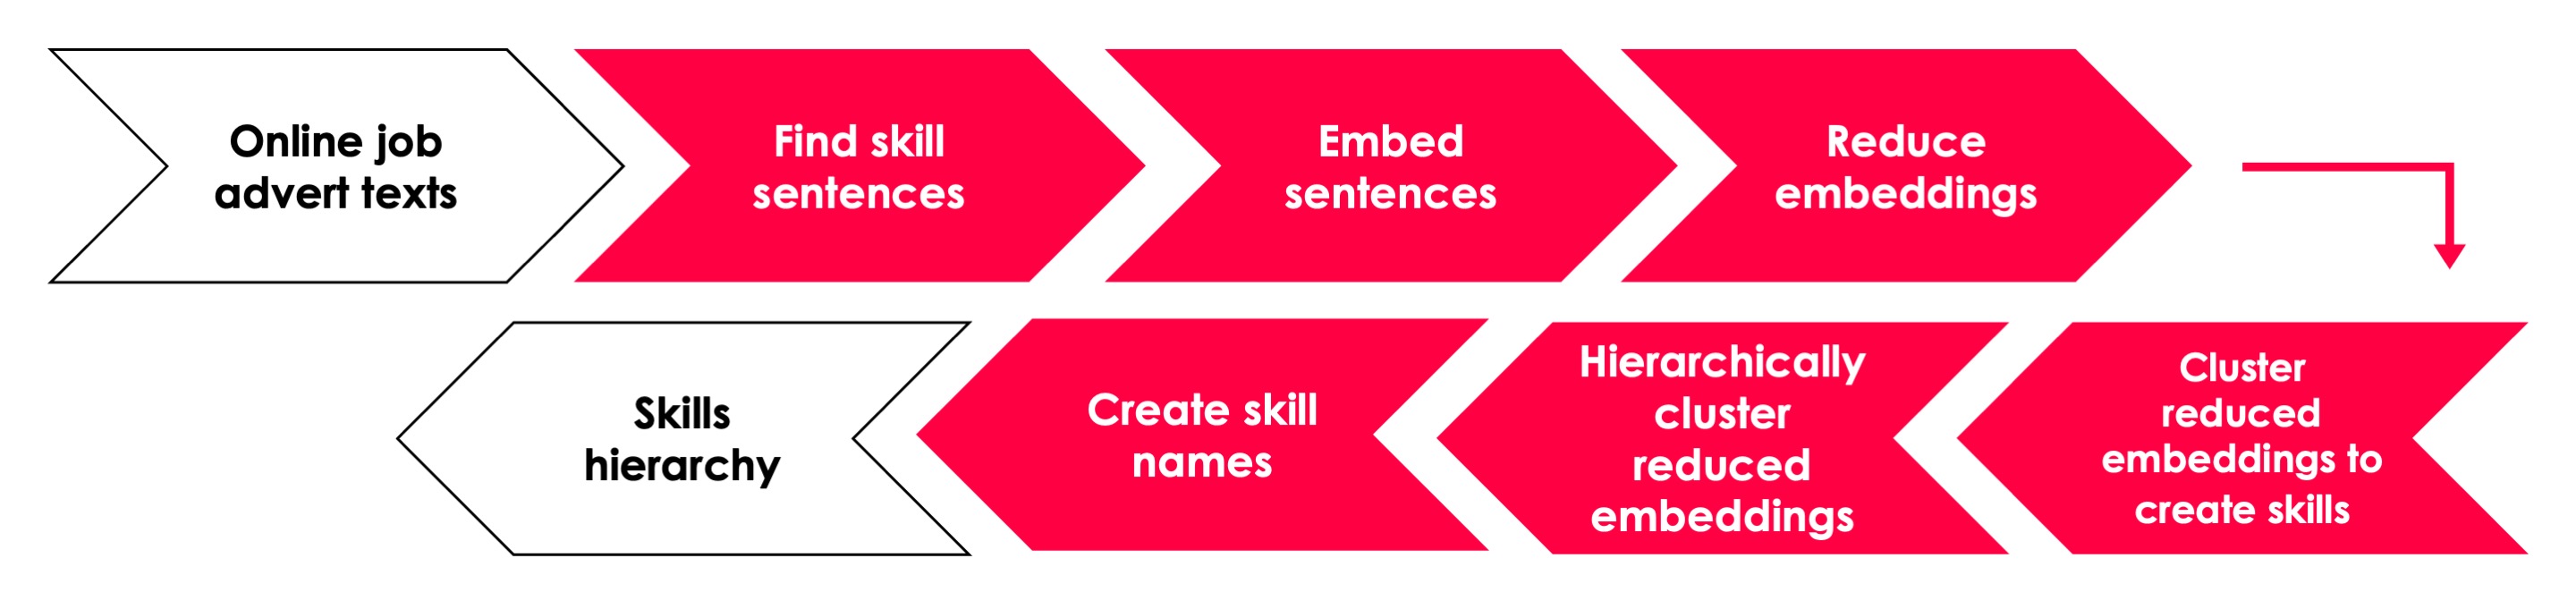 Online job
advert texts
Find skill
sentences
Embed
sentences
Reduce
embeddings
Cluster
reduced
embeddings to
create skills
Hierarchically
cluster
reduced
embeddings
Create skill
names
Skills
hierarchy